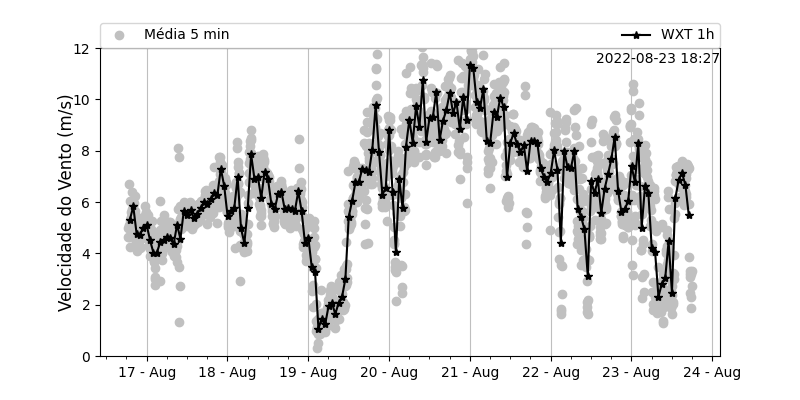 Média 5 min
WXT 1h
2022-08-23 18:27
Velocidade do Vento (m/s)
12
10
8
6
4
2
0
17 - Aug
18 - Aug
19 - Aug
20 - Aug
21 - Aug
22 - Aug
23 - Aug
24 - Aug